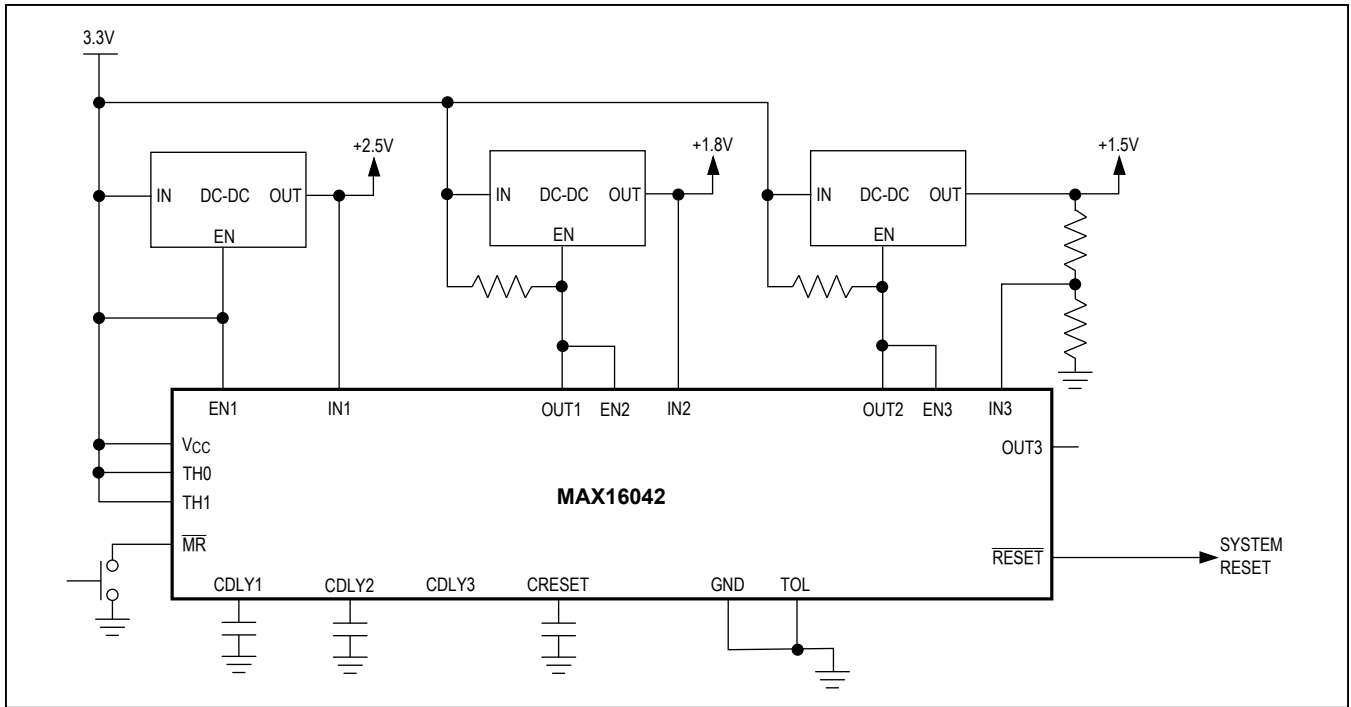 3.3V
+2.5V
+1.8V
+1.5V
IN DC-DC OUT
EN
IN DC-DC OUT
EN
IN DC-DC OUT
EN
EN1 IN1 OUT1 EN2 IN2 OUT2 EN3 IN3
VCC
TH0
TH1
MR
OUT3
MAX16042
RESET
SYSTEM
RESET
CDLY1 CDLY2 CDLY3 CRESET GND TOL